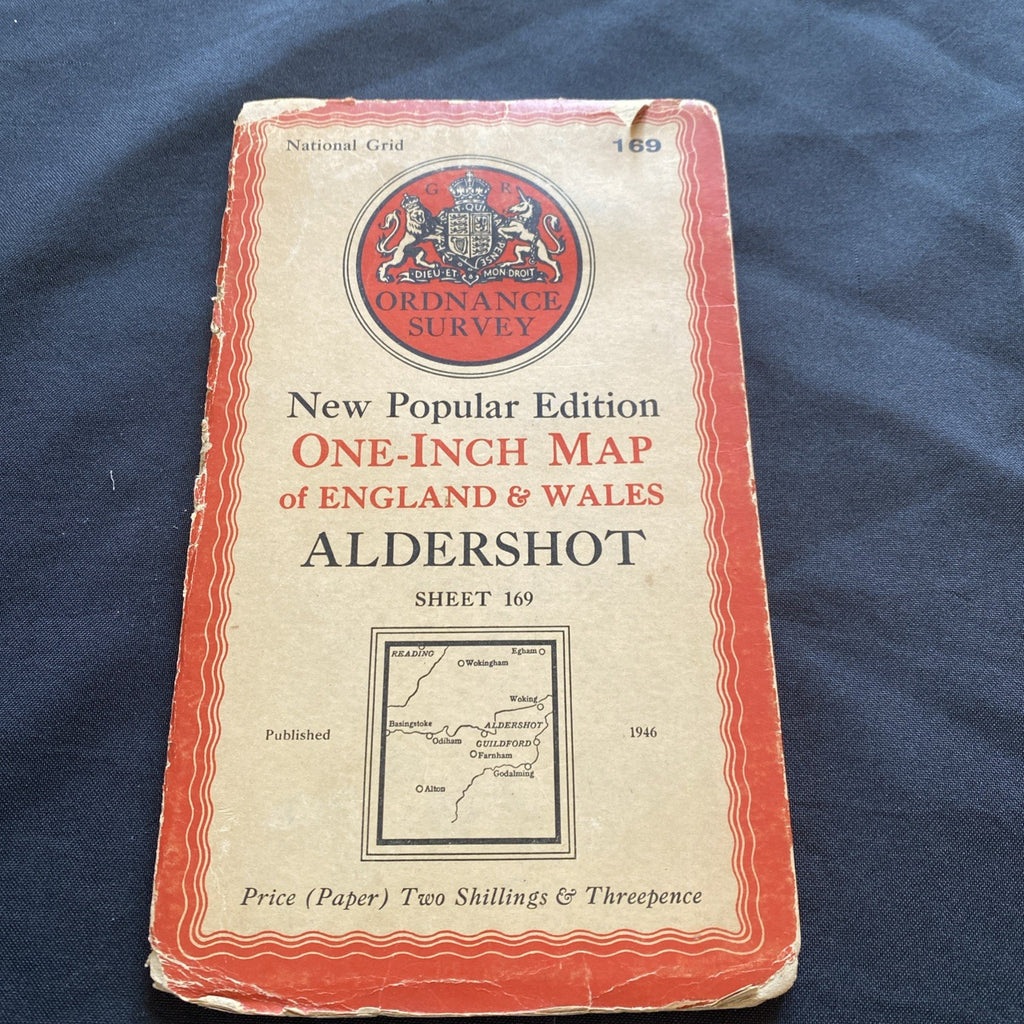 National Grid 169
G R
DIEU·ET MON DROIT
ORDNANCE
SURVEY
New Popular Edition
ONE-INCH MAP
of ENGLAND & WALES
ALDERSHOT
SHEET 169
READING
Egham
Wokingham
Woking
Basingstoke
ALDERSHOT
Odiham
GUILDFORD
Farnham
Godalming
Alton
Published 1946
Price (Paper) Two Shillings & Threepence